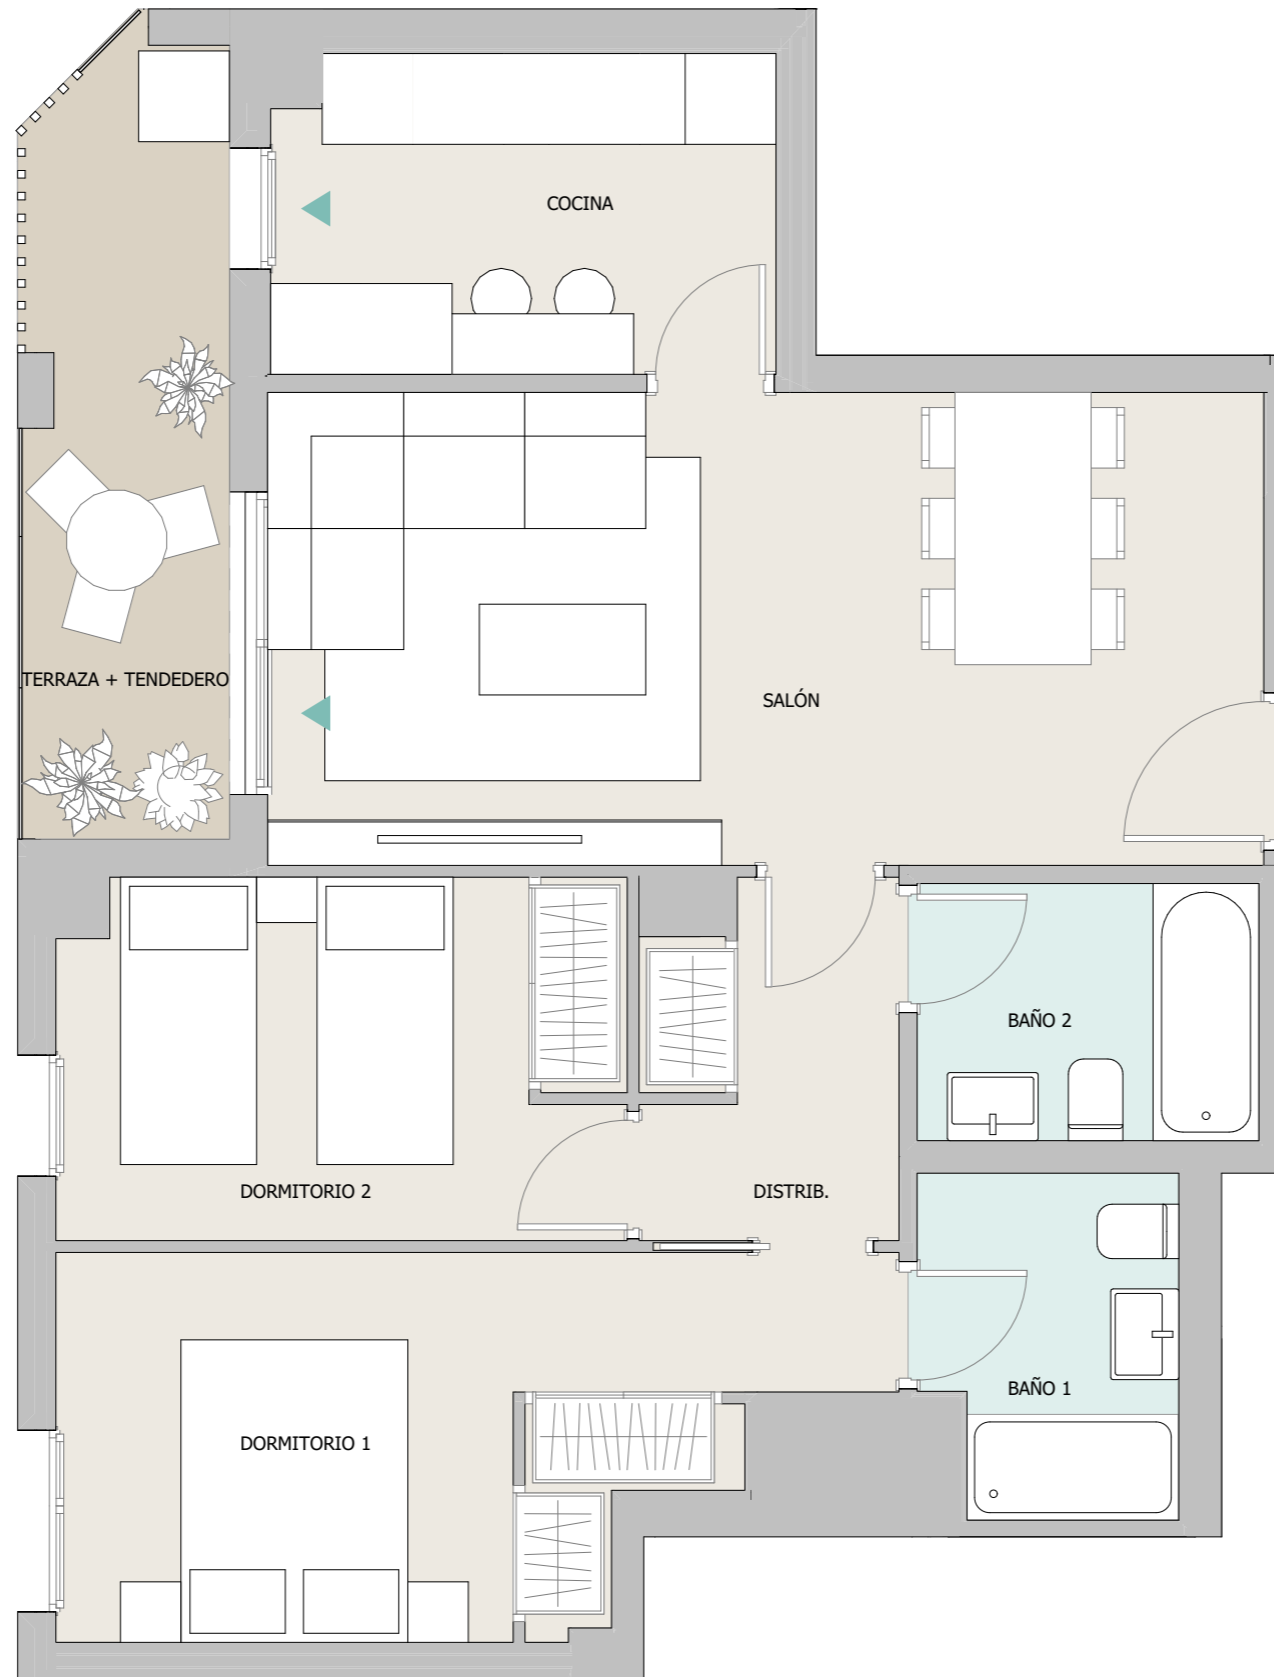 COCINA
TERRAZA + TENDEDERO
SALÓN
BAÑO 2
DORMITORIO 2
DISTRIB.
BAÑO 1
DORMITORIO 1